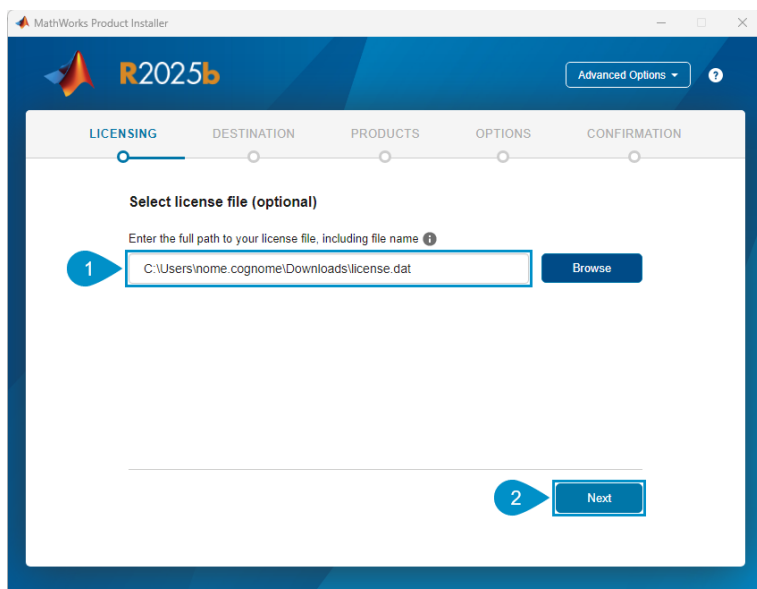 MathWorks Product Installer
R2025b
Advanced Options
?
LICENSING DESTINATION PRODUCTS OPTIONS CONFIRMATION
Select license file (optional)
Enter the full path to your license file, including file name i
1
C:\Users\nome.cognome\Downloads\license.dat
Browse
2
Next